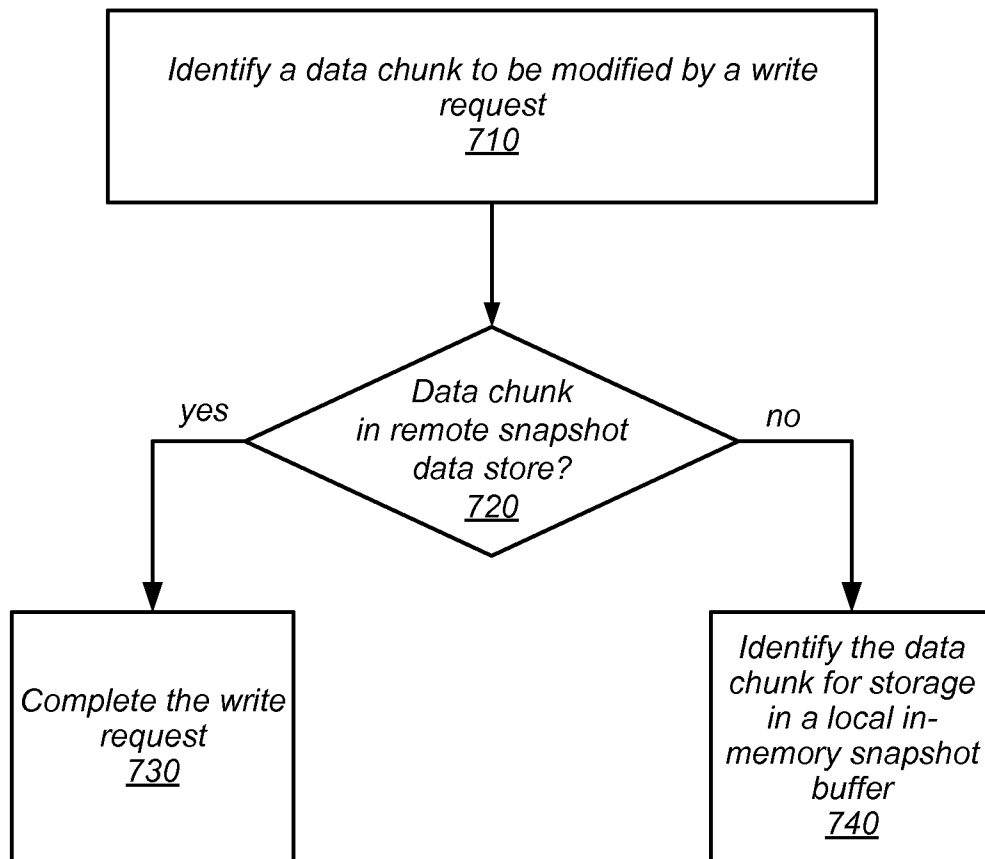 Identify a data chunk to be modified by a write
request
710
Data chunk
in remote snapshot
data store?
720
yes
no
Complete the write
request
730
Identify the data
chunk for storage
in a local in-
memory snapshot
buffer
740